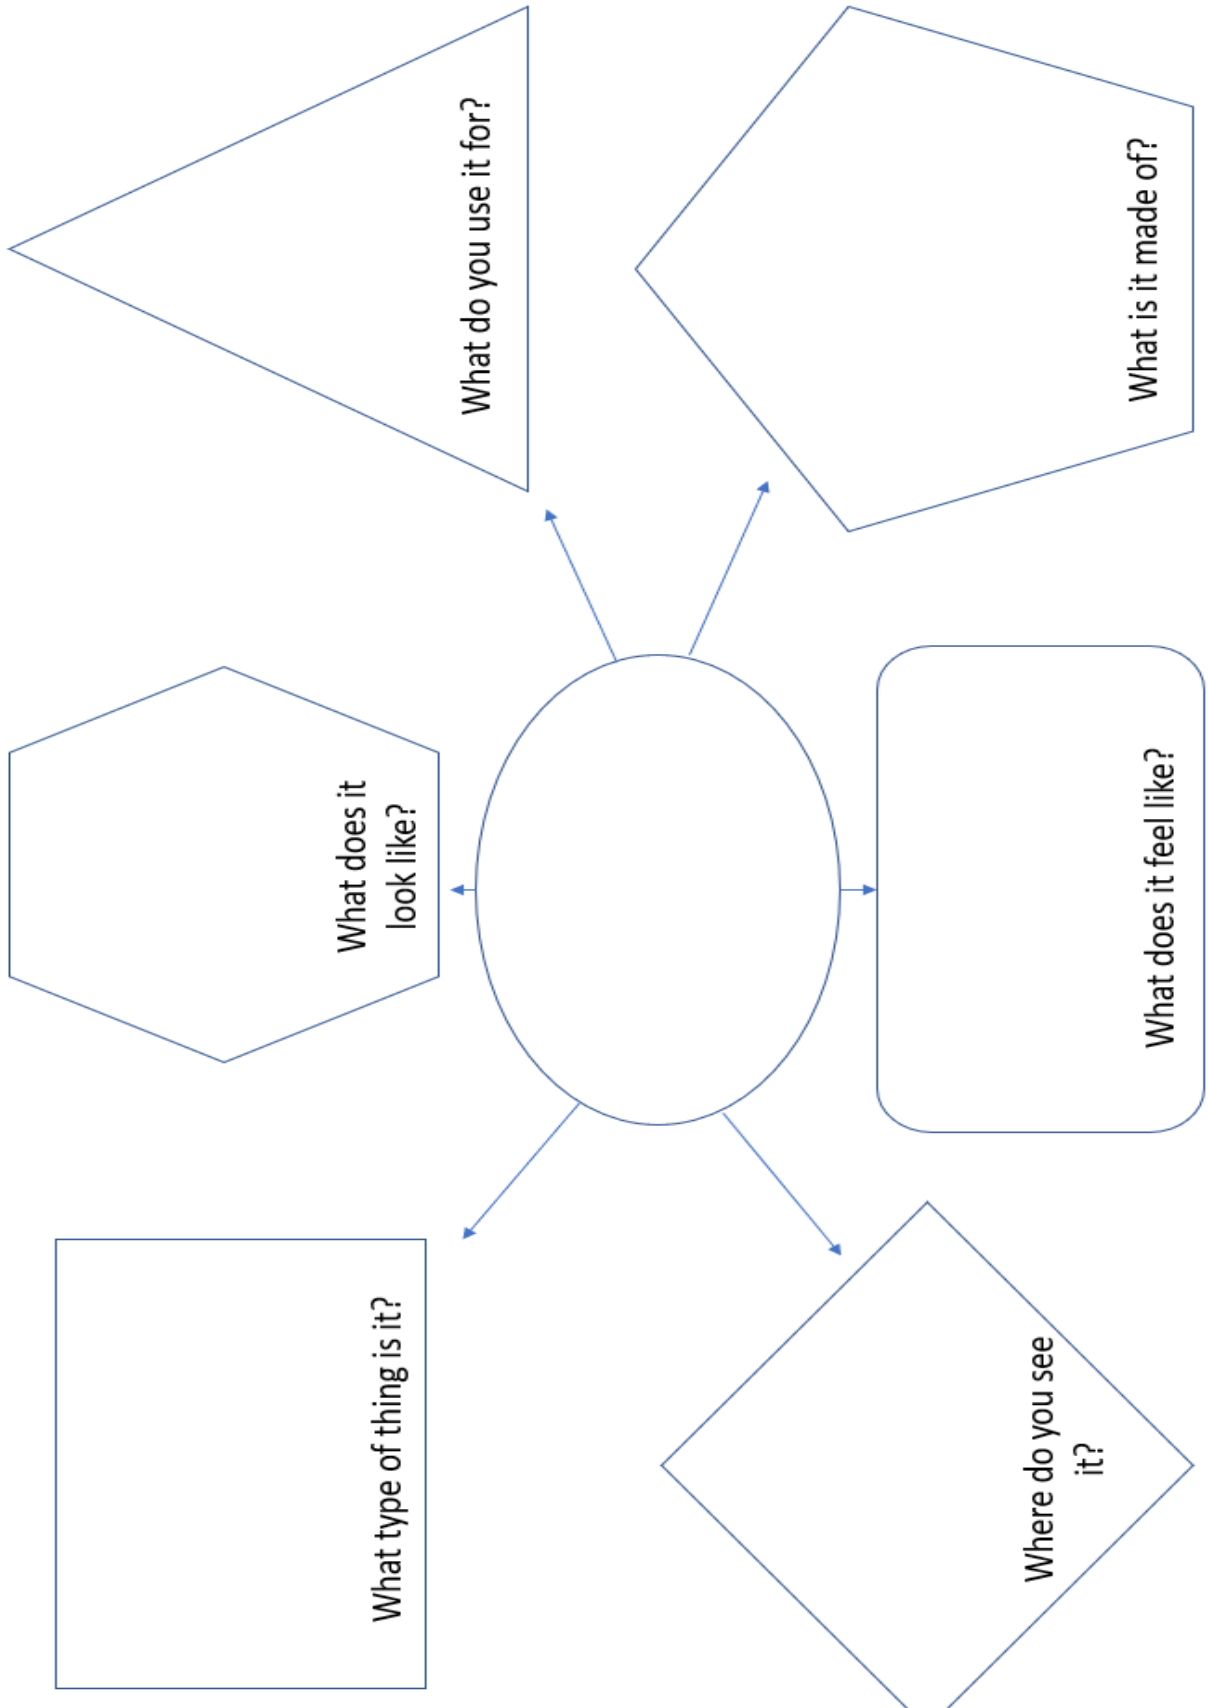 What type of thing is it?
What does it
look like?
What do you use it for?
Where do you see
it?
What does it feel like?
What is it made of?